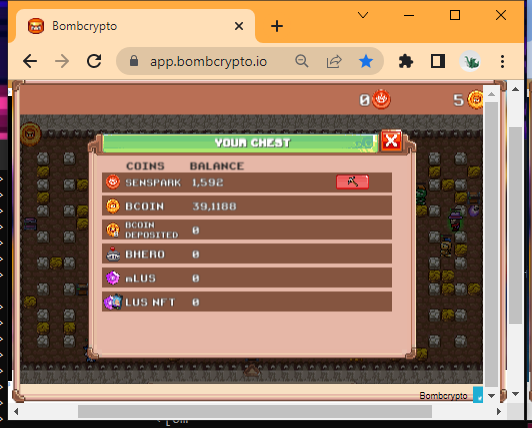 Bombcrypto
app.bombcrypto.io
0
5
YOUR CHEST
COINS BALANCE
SENSPARK 1,592
BCOIN 39,1188
BCOIN DEPOSITED 0
BHERO 0
mLUS 0
LUS NFT 0
Bombcrypto